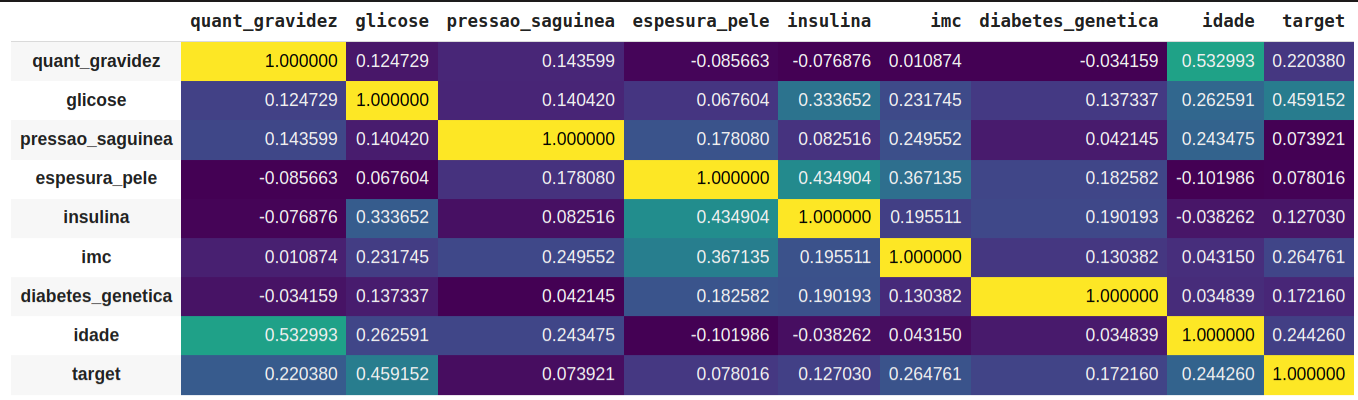 quant_gravidez glicose pressao_saguinea espesura_pele insulina imc diabetes_genetica idade target
quant_gravidez 1.000000 0.124729 0.143599 -0.085663 -0.076876 0.010874 -0.034159 0.532993 0.220380
glicose 0.124729 1.000000 0.140420 0.067604 0.333652 0.231745 0.137337 0.262591 0.459152
pressao_saguinea 0.143599 0.140420 1.000000 0.178080 0.082516 0.249552 0.042145 0.243475 0.073921
espesura_pele -0.085663 0.067604 0.178080 1.000000 0.434904 0.367135 0.182582 -0.101986 0.078016
insulina -0.076876 0.333652 0.082516 0.434904 1.000000 0.195511 0.190193 -0.038262 0.127030
imc 0.010874 0.231745 0.249552 0.367135 0.195511 1.000000 0.130382 0.043150 0.264761
diabetes_genetica -0.034159 0.137337 0.042145 0.182582 0.190193 0.130382 1.000000 0.034839 0.172160
idade 0.532993 0.262591 0.243475 -0.101986 -0.038262 0.043150 0.034839 1.000000 0.244260
target 0.220380 0.459152 0.073921 0.078016 0.127030 0.264761 0.172160 0.244260 1.000000